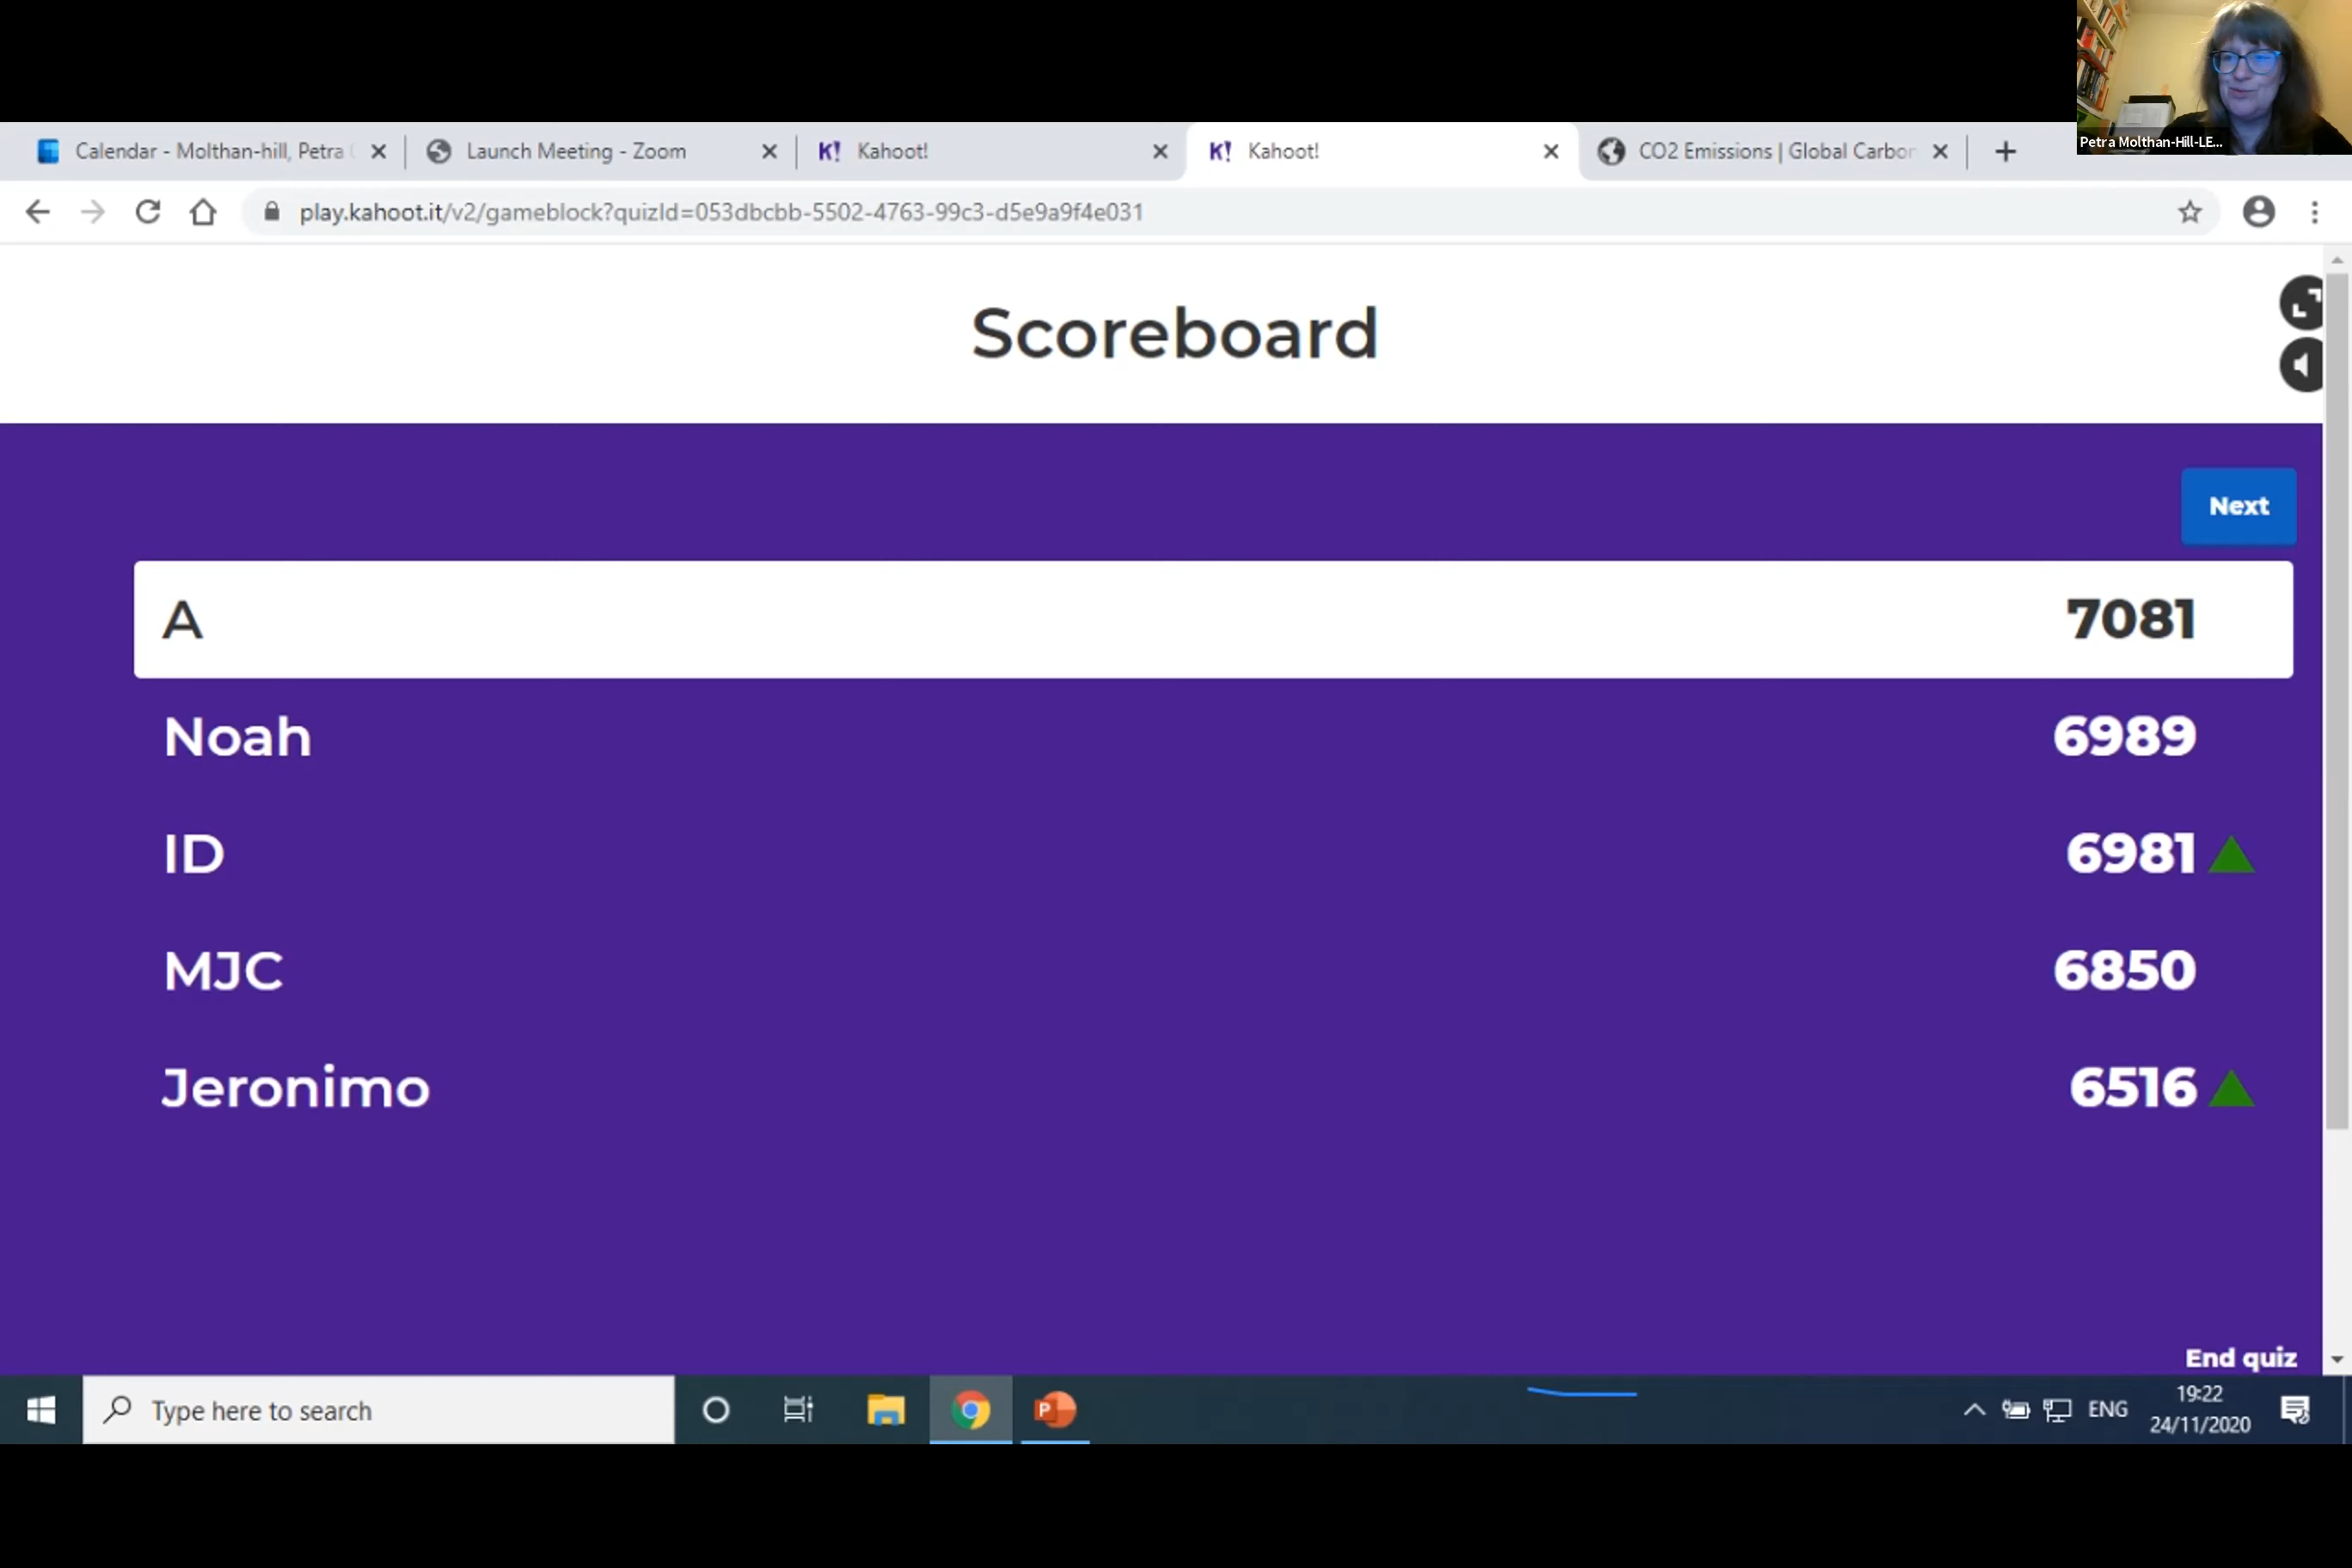 Petra Molthan-Hill-LE...
Calendar - Molthan-hill, Petra
Launch Meeting - Zoom
K! Kahoot!
K! Kahoot!
CO2 Emissions | Global Carbon
play.kahoot.it/v2/gameblock?quizId=053dbcbb-5502-4763-99c3-d5e9a9f4e031
Scoreboard
Next
A 7081
Noah 6989
ID 6981
MJC 6850
Jeronimo 6516
End quiz
Type here to search
P
ENG
19:22
24/11/2020